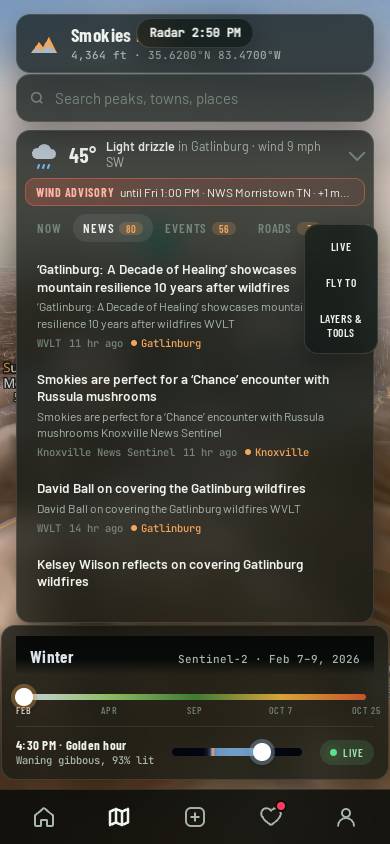 Smokies
Radar 2:50 PM
4,364 ft · 35.6200°N 83.4700°W
Search peaks, towns, places
45° Light drizzle in Gatlinburg · wind 9 mph
SW
WIND ADVISORY until Fri 1:00 PM · NWS Morristown TN · +1 m...
NOW NEWS 80 EVENTS 56 ROADS
LIVE
FLY TO
LAYERS &
TOOLS
'Gatlinburg: A Decade of Healing' showcases
mountain resilience 10 years after wildfires
'Gatlinburg: A Decade of Healing' showcases mountai
resilience 10 years after wildfires WVLT
WVLT 11 hr ago Gatlinburg
Smokies are perfect for a 'Chance' encounter with
Russula mushrooms
Smokies are perfect for a 'Chance' encounter with Russula
mushrooms Knoxville News Sentinel
Knoxville News Sentinel 11 hr ago Knoxville
David Ball on covering the Gatlinburg wildfires
David Ball on covering the Gatlinburg wildfires WVLT
WVLT 14 hr ago Gatlinburg
Kelsey Wilson reflects on covering Gatlinburg
wildfires
Winter Sentinel-2 · Feb 7–9, 2026
FEB APR SEP OCT 7 OCT 25
4:30 PM · Golden hour
Waning gibbous, 93% lit
LIVE